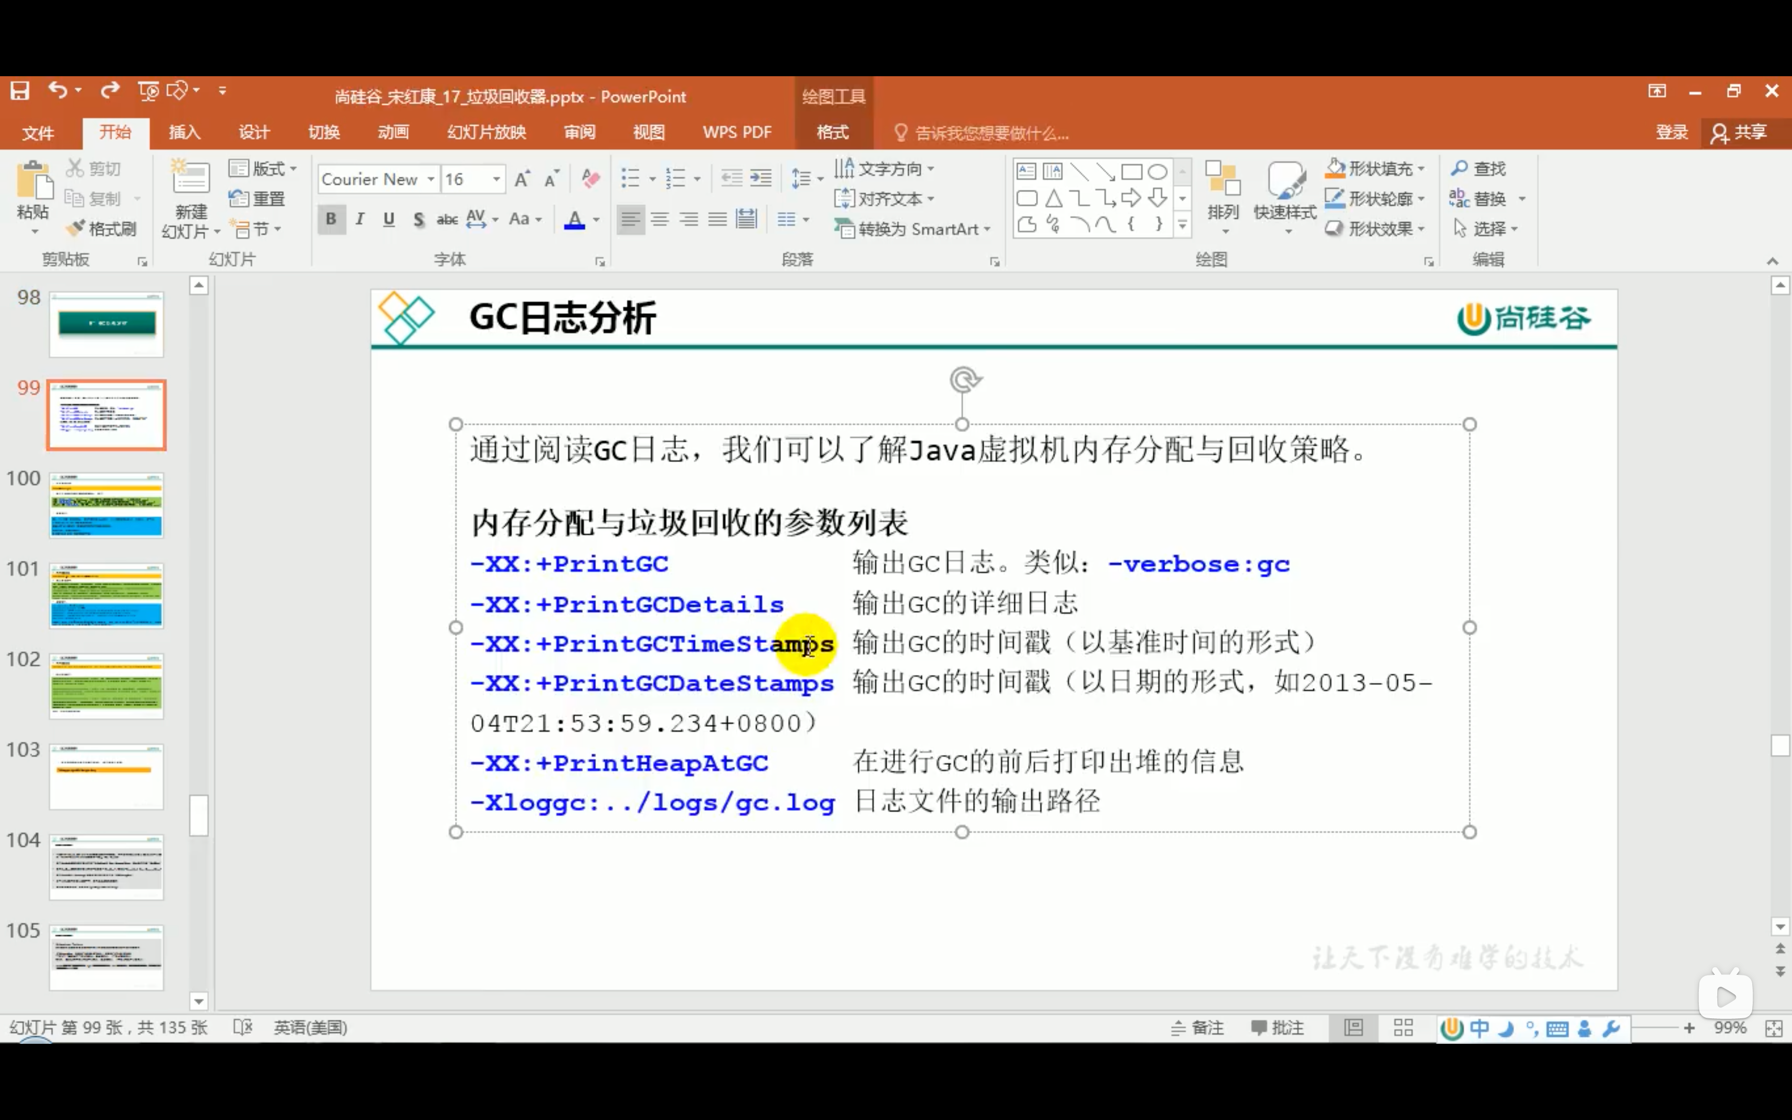 尚硅谷_宋红康_17_垃圾回收器.pptx - PowerPoint
绘图工具
文件 开始 插入 设计 切换 动画 幻灯片放映 审阅 视图 WPS PDF 格式 告诉我您想要做什么... 登录 共享
粘贴 剪切 复制 格式刷 剪贴板
新建 幻灯片 版式 重置 节 幻灯片
Courier New 16
B I U S abc AV Aa A
字体
文字方向 对齐文本 转换为 SmartArt 段落
排列 快速样式 形状填充 形状轮廓 形状效果 绘图
查找 替换 选择 编辑
98
99
100
101
102
103
104
105
GC日志分析
尚硅谷
通过阅读GC日志，我们可以了解Java虚拟机内存分配与回收策略。
内存分配与垃圾回收的参数列表
-XX:+PrintGC 输出GC日志。类似：-verbose:gc
-XX:+PrintGCDetails 输出GC的详细日志
-XX:+PrintGCTimeStamps 输出GC的时间戳（以基准时间的形式）
-XX:+PrintGCDateStamps 输出GC的时间戳（以日期的形式，如2013-05-
04T21:53:59.234+0800）
-XX:+PrintHeapAtGC 在进行GC的前后打印出堆的信息
-Xloggc:../logs/gc.log 日志文件的输出路径
让天下没有难学的技术
幻灯片 第 99 张，共 135 张 英语(美国) 备注 批注 中 99%